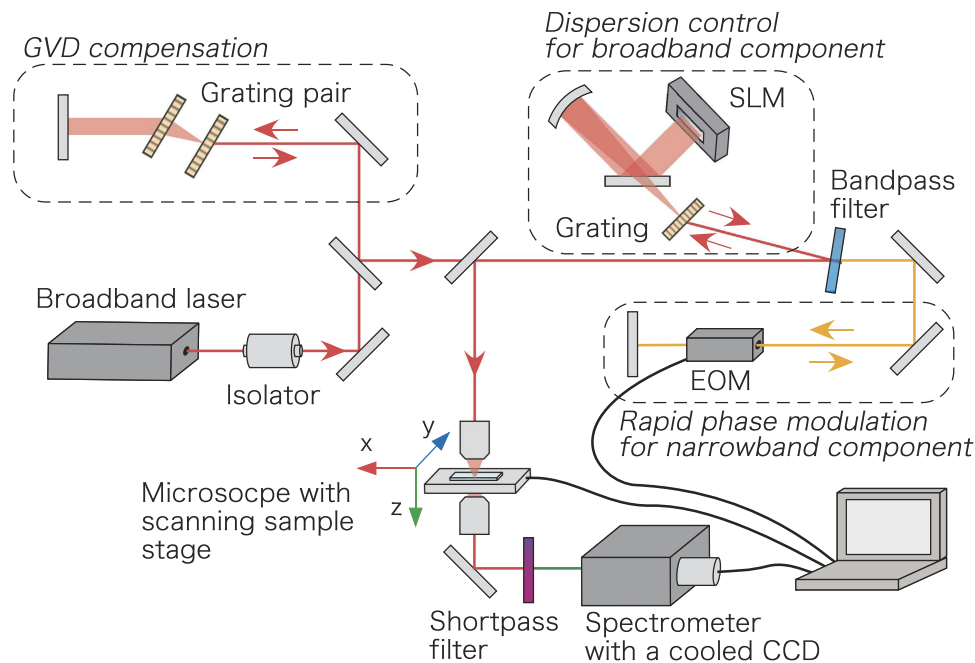 GVD compensation
Grating pair
Dispersion control
for broadband component
SLM
Grating
Bandpass
filter
Broadband laser
Isolator
EOM
Rapid phase modulation
for narrowband component
x
y
z
Microsocpe with
scanning sample
stage
Shortpass
filter
Spectrometer
with a cooled CCD